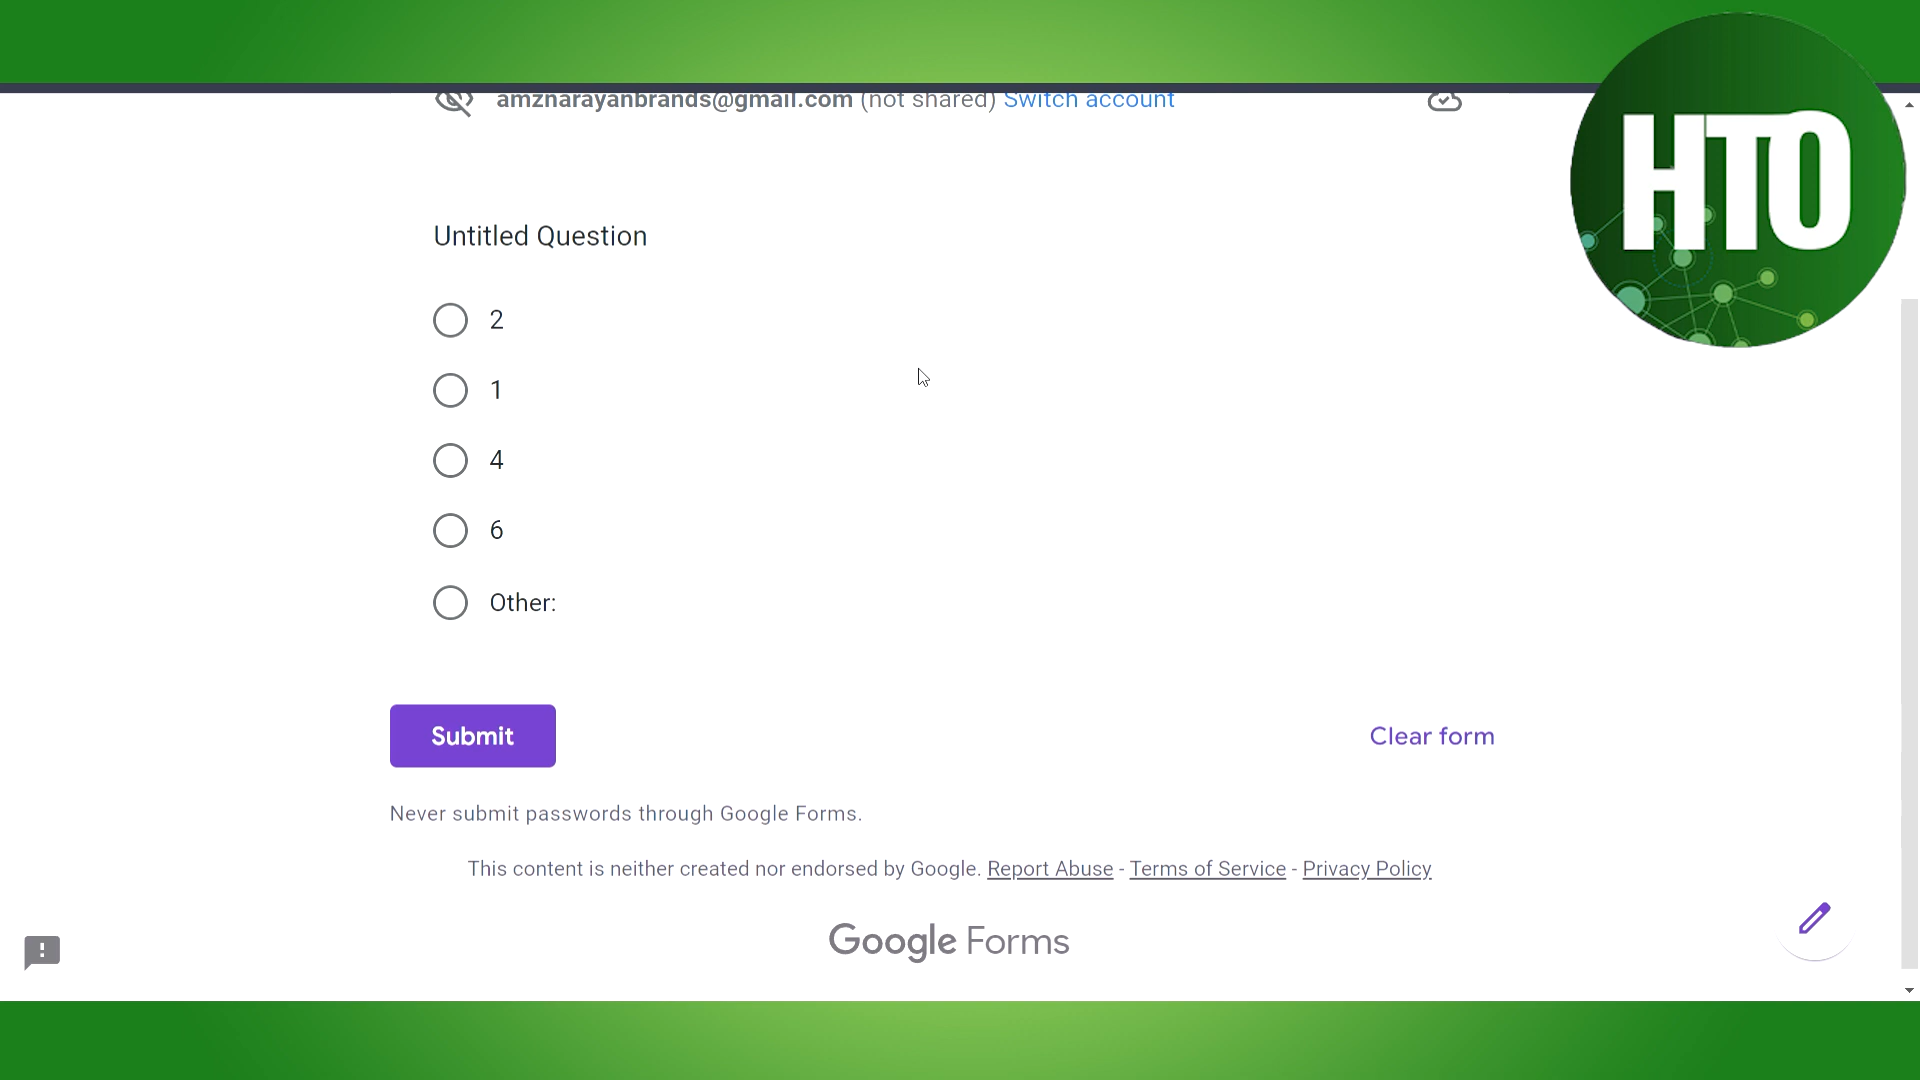 amznarayanbrands@gmail.com (not shared) Switch account
HTO
Untitled Question
2
1
4
6
Other:
Submit
Clear form
Never submit passwords through Google Forms.
This content is neither created nor endorsed by Google. Report Abuse - Terms of Service - Privacy Policy
Google Forms